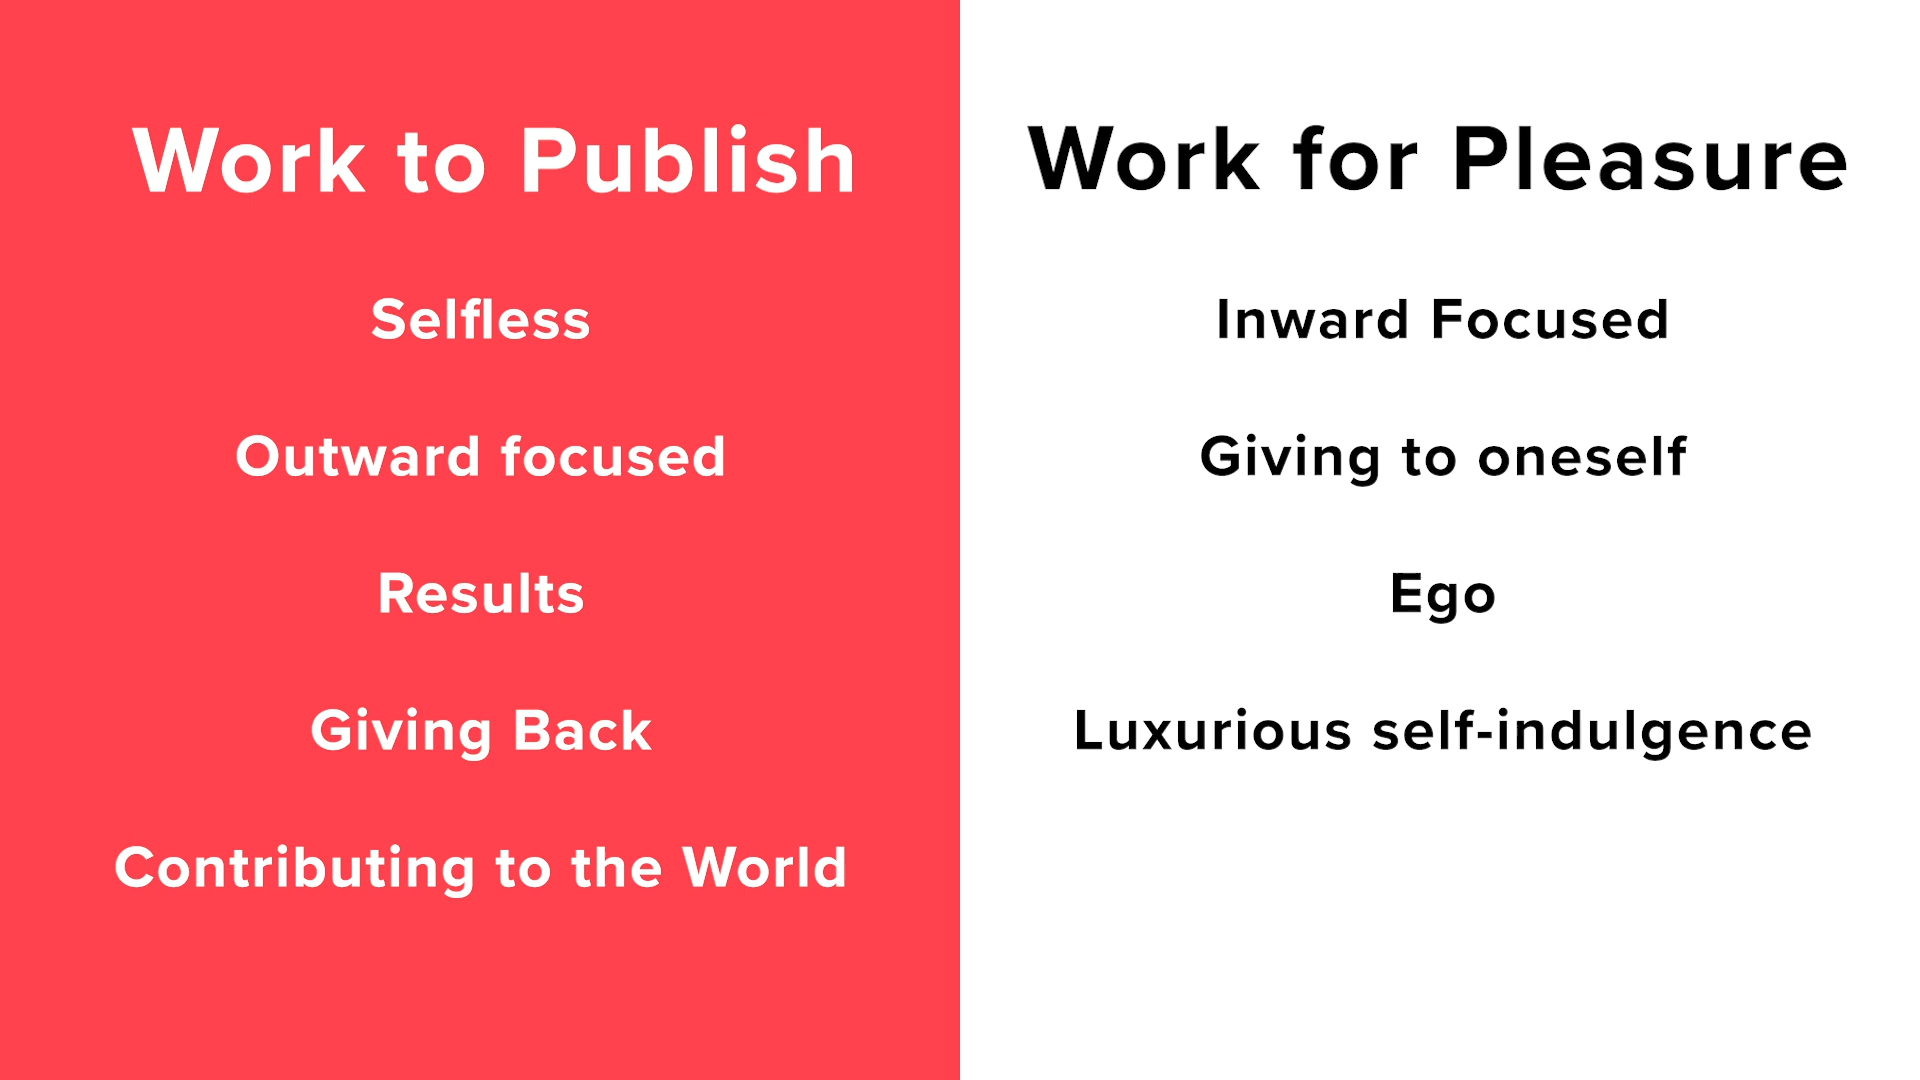 Work to Publish
Selfless
Outward focused
Results
Giving Back
Contributing to the World
Work for Pleasure
Inward Focused
Giving to oneself
Ego
Luxurious self-indulgence